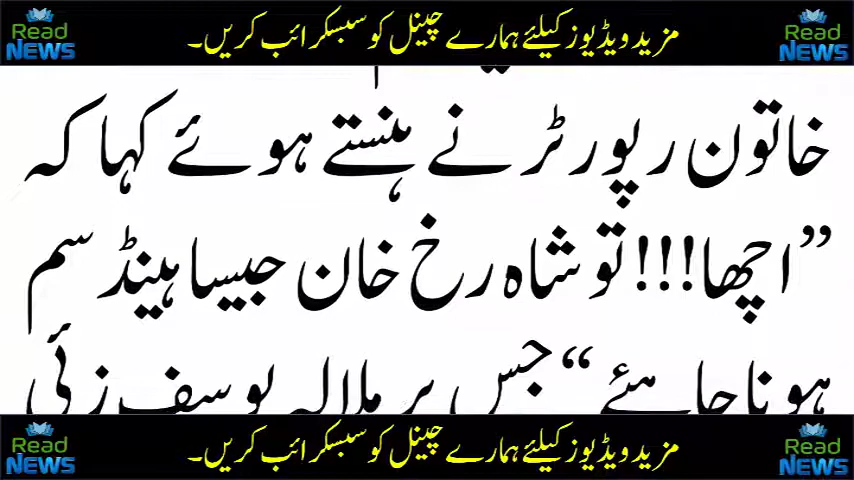 Read NEWS
مزید ویڈیوز کیلئے ہمارے چینل کو سبسکرائب کریں۔
Read NEWS
خاتون رپورٹر نے ہنستے ہوئے کہا کہ
”اچھا!!!تو شاہ رخ خان جیسا ہینڈسم
ہونا چاہئے“ جس پر ملالہ یوسف زئی
Read NEWS
مزید ویڈیوز کیلئے ہمارے چینل کو سبسکرائب کریں۔
Read NEWS